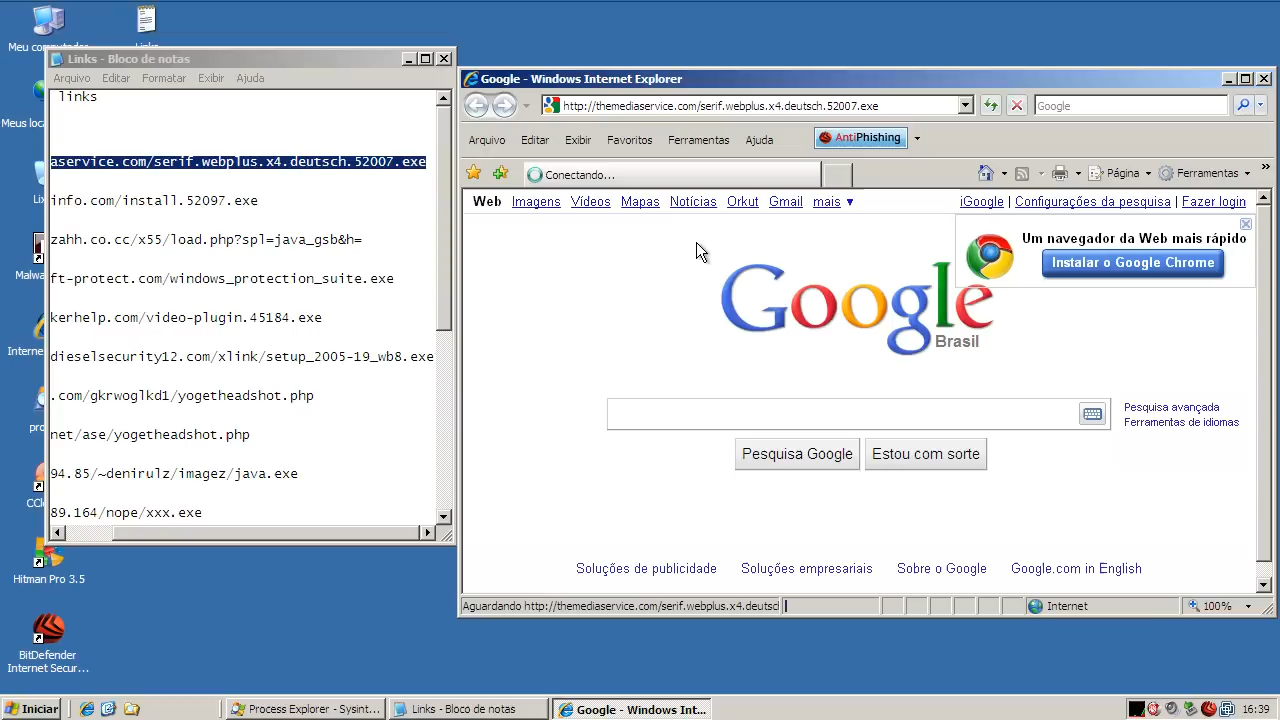 Meu computador
Links
Links - Bloco de notas
Arquivo Editar Formatar Exibir Ajuda
links
aservice.com/serif.webplus.x4.deutsch.52007.exe
info.com/install.52097.exe
zahh.co.cc/x55/load.php?spl=java_gsb&h=
ft-protect.com/windows_protection_suite.exe
kerhelp.com/video-plugin.45184.exe
dieselsecurity12.com/xlink/setup_2005-19_wb8.exe
.com/gkrwoglkd1/yogetheadshot.php
net/ase/yogetheadshot.php
94.85/~denirulz/imagez/java.exe
89.164/nope/xxx.exe
Meus loc
Lix
Malwa
Interne
pro
CCle
Hitman Pro 3.5
BitDefender
Internet Secur...
Google - Windows Internet Explorer
http://themediaservice.com/serif.webplus.x4.deutsch.52007.exe
Google
Arquivo Editar Exibir Favoritos Ferramentas Ajuda
AntiPhishing
Conectando...
Página Ferramentas
Web Imagens Vídeos Mapas Notícias Orkut Gmail mais ▼
iGoogle | Configurações da pesquisa | Fazer login
Um navegador da Web mais rápido
Instalar o Google Chrome
Google
Brasil
Pesquisa avançada
Ferramentas de idiomas
Pesquisa Google Estou com sorte
Soluções de publicidade Soluções empresariais Sobre o Google Google.com in English
Aguardando http://themediaservice.com/serif.webplus.x4.deutsc
Internet
100%
Iniciar
Process Explorer - Sysint...
Links - Bloco de notas
Google - Windows Int...
16:39